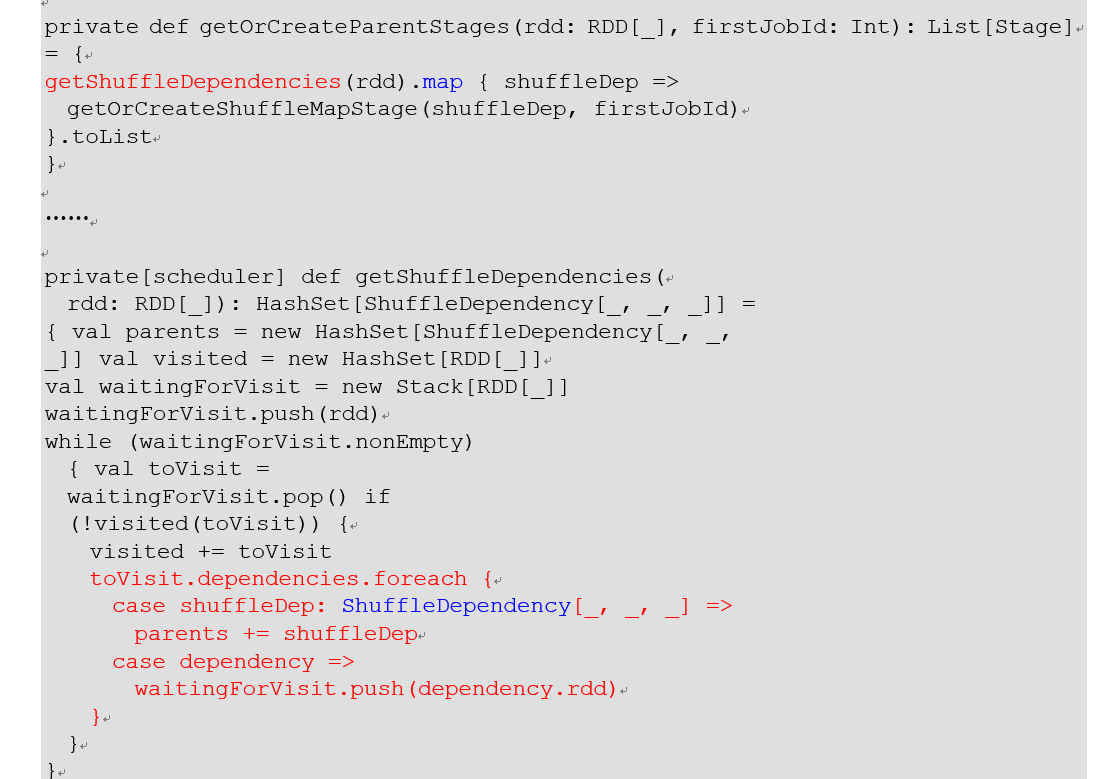 private def getOrCreateParentStages(rdd: RDD[_], firstJobId: Int): List[Stage]
= {
getShuffleDependencies(rdd).map { shuffleDep =>
getOrCreateShuffleMapStage(shuffleDep, firstJobId)
}.toList
}
……
private[scheduler] def getShuffleDependencies(
rdd: RDD[_]): HashSet[ShuffleDependency[_, _, _]] =
{ val parents = new HashSet[ShuffleDependency[_, _,
_]] val visited = new HashSet[RDD[_]]
val waitingForVisit = new Stack[RDD[_]]
waitingForVisit.push(rdd)
while (waitingForVisit.nonEmpty)
{ val toVisit =
waitingForVisit.pop() if
(!visited(toVisit)) {
visited += toVisit
toVisit.dependencies.foreach {
case shuffleDep: ShuffleDependency[_, _, _] =>
parents += shuffleDep
case dependency =>
waitingForVisit.push(dependency.rdd)
}
}
}